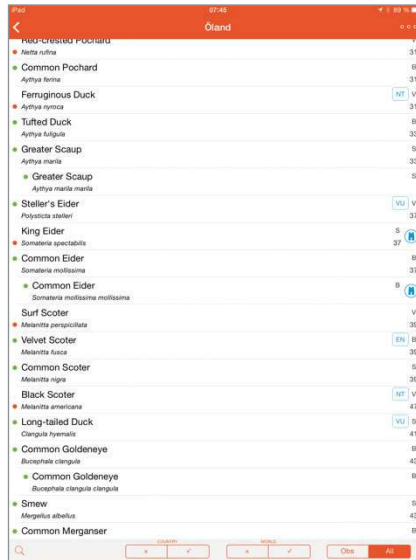 iPad 07:45 89 %
Öland
Red-crested Pochard V
Netta rufina 31
Common Pochard B
Aythya ferina 31
Ferruginous Duck NT V
Aythya nyroca 31
Tufted Duck B
Aythya fuligula 33
Greater Scaup S
Aythya marila 33
Greater Scaup S
Aythya marila marila
Steller's Eider VU V
Polysticta stelleri 37
King Eider S
Somateria spectabilis 37
Common Eider B
Somateria mollissima 37
Common Eider B
Somateria mollissima mollissima
Surf Scoter V
Melanitta perspicillata 39
Velvet Scoter EN B
Melanitta fusca 39
Common Scoter S
Melanitta nigra 39
Black Scoter NT V
Melanitta americana 47
Long-tailed Duck VU S
Clangula hyemalis 41
Common Goldeneye B
Bucephala clangula 43
Common Goldeneye B
Bucephala clangula clangula
Smew S
Mergellus albellus 43
Common Merganser B
COUNTRY WORLD
Obs All